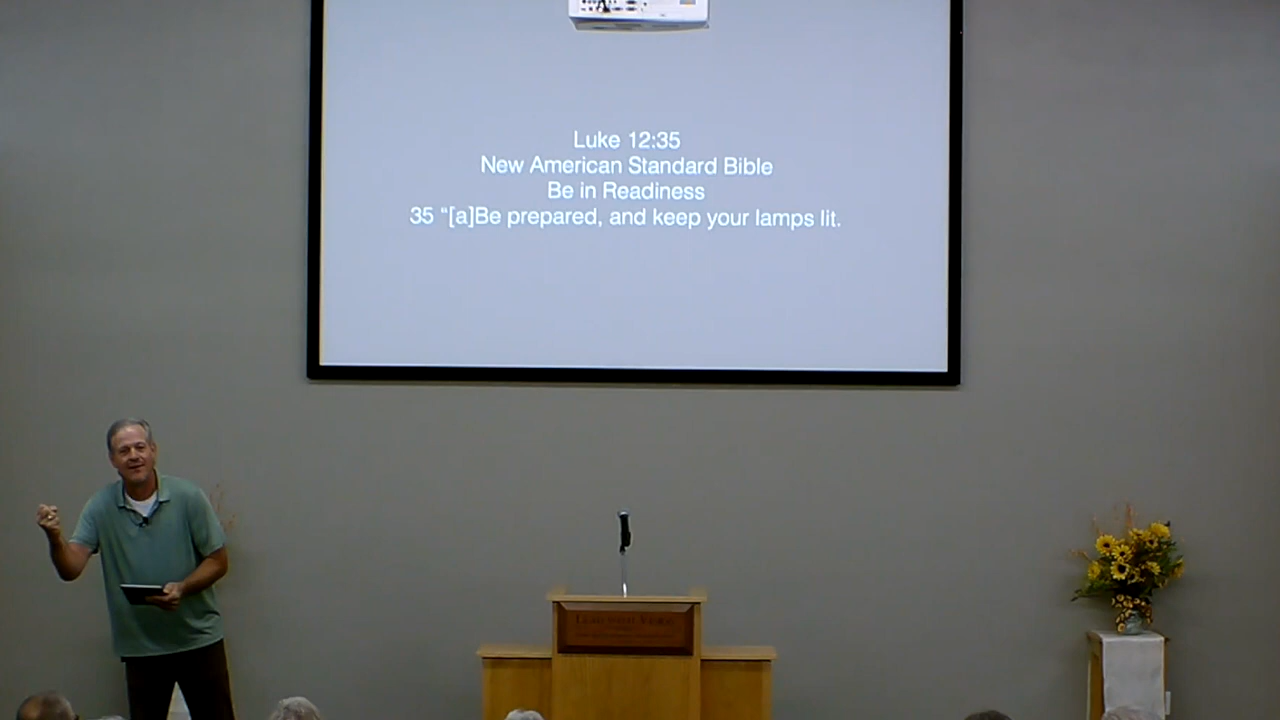 Luke 12:35
New American Standard Bible
Be in Readiness
35 “[a]Be prepared, and keep your lamps lit.